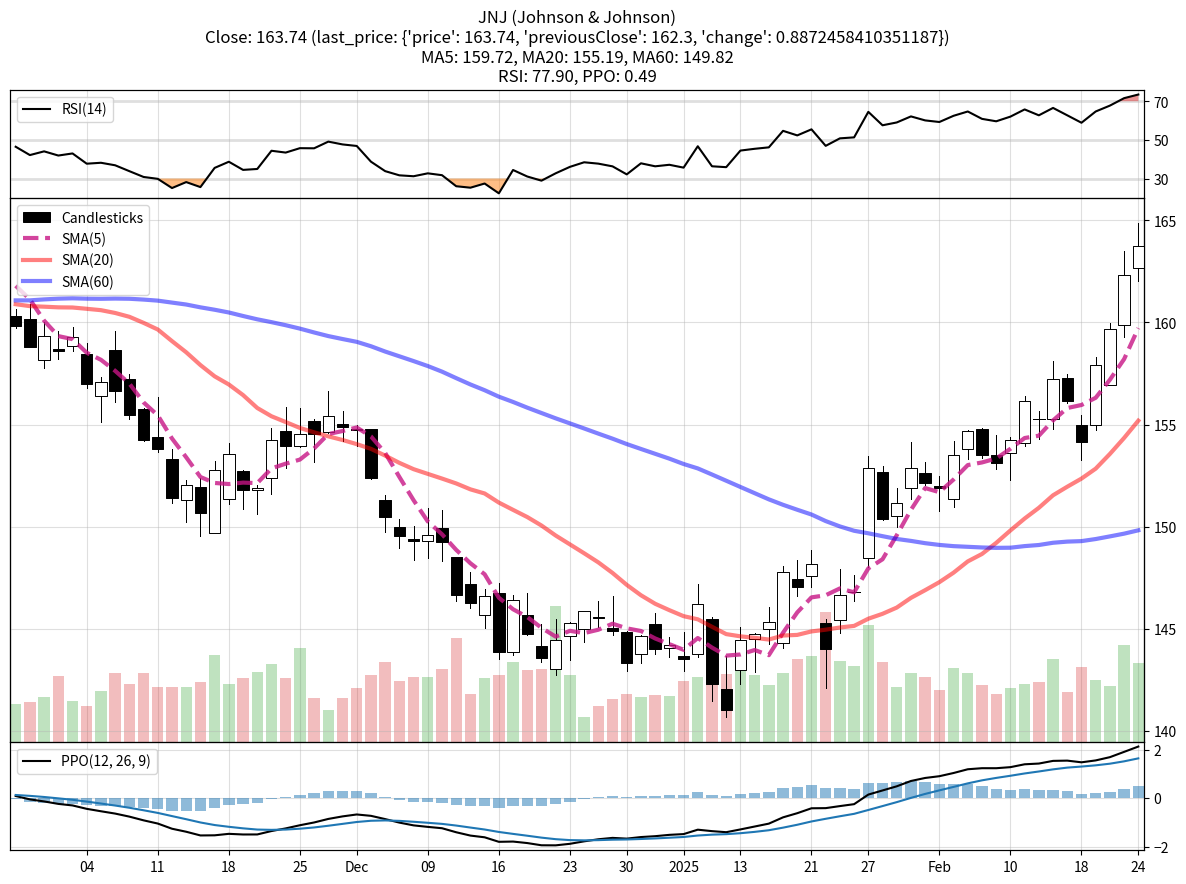 JNJ (Johnson & Johnson)
Close: 163.74 (last_price: {'price': 163.74, 'previousClose': 162.3, 'change': 0.8872458410351187})
MA5: 159.72, MA20: 155.19, MA60: 149.82
RSI: 77.90, PPO: 0.49
RSI(14)
70
50
30
Candlesticks
SMA(5)
SMA(20)
SMA(60)
165
160
155
150
145
140
PPO(12, 26, 9)
2
0
−2
04 11 18 25 Dec 09 16 23 30 2025 13 21 27 Feb 10 18 24